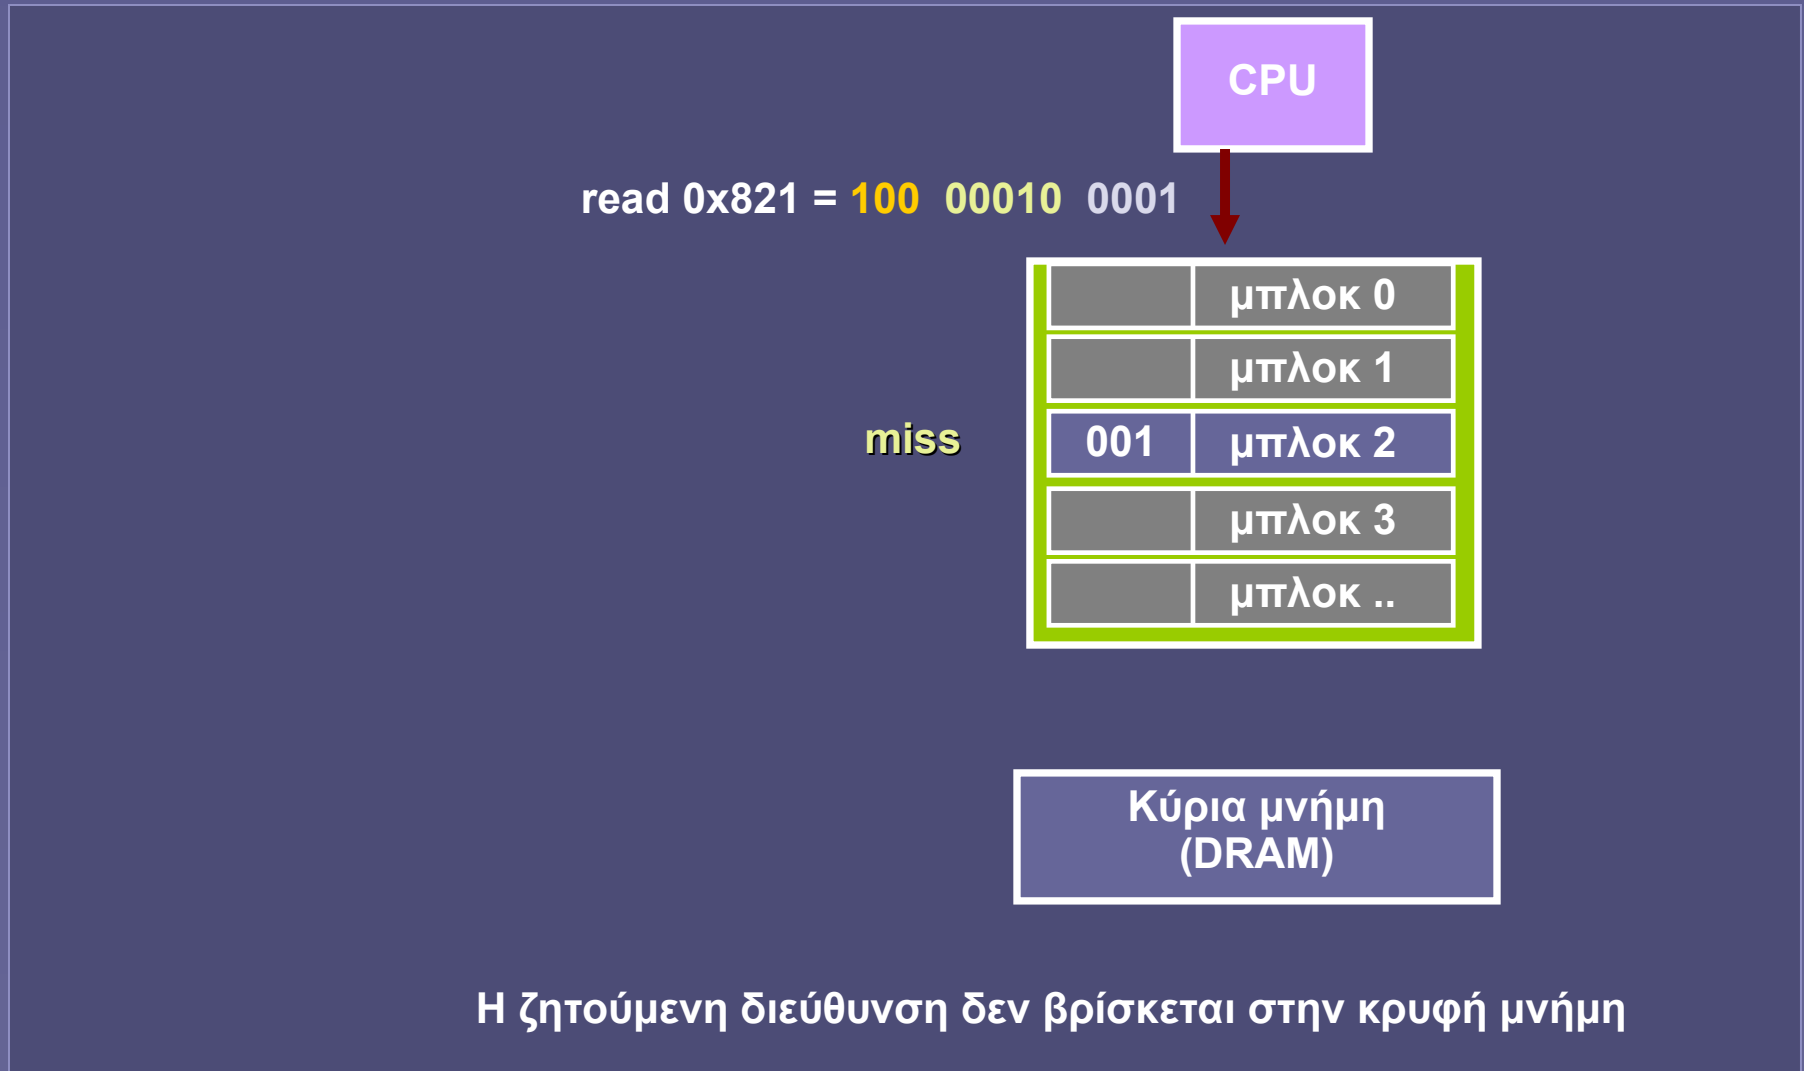 CPU
read 0x821 = 100 00010 0001
μπλοκ 0
μπλοκ 1
miss
001 μπλοκ 2
μπλοκ 3
μπλοκ ..
Κύρια μνήμη
(DRAM)
Η ζητούμενη διεύθυνση δεν βρίσκεται στην κρυφή μνήμη